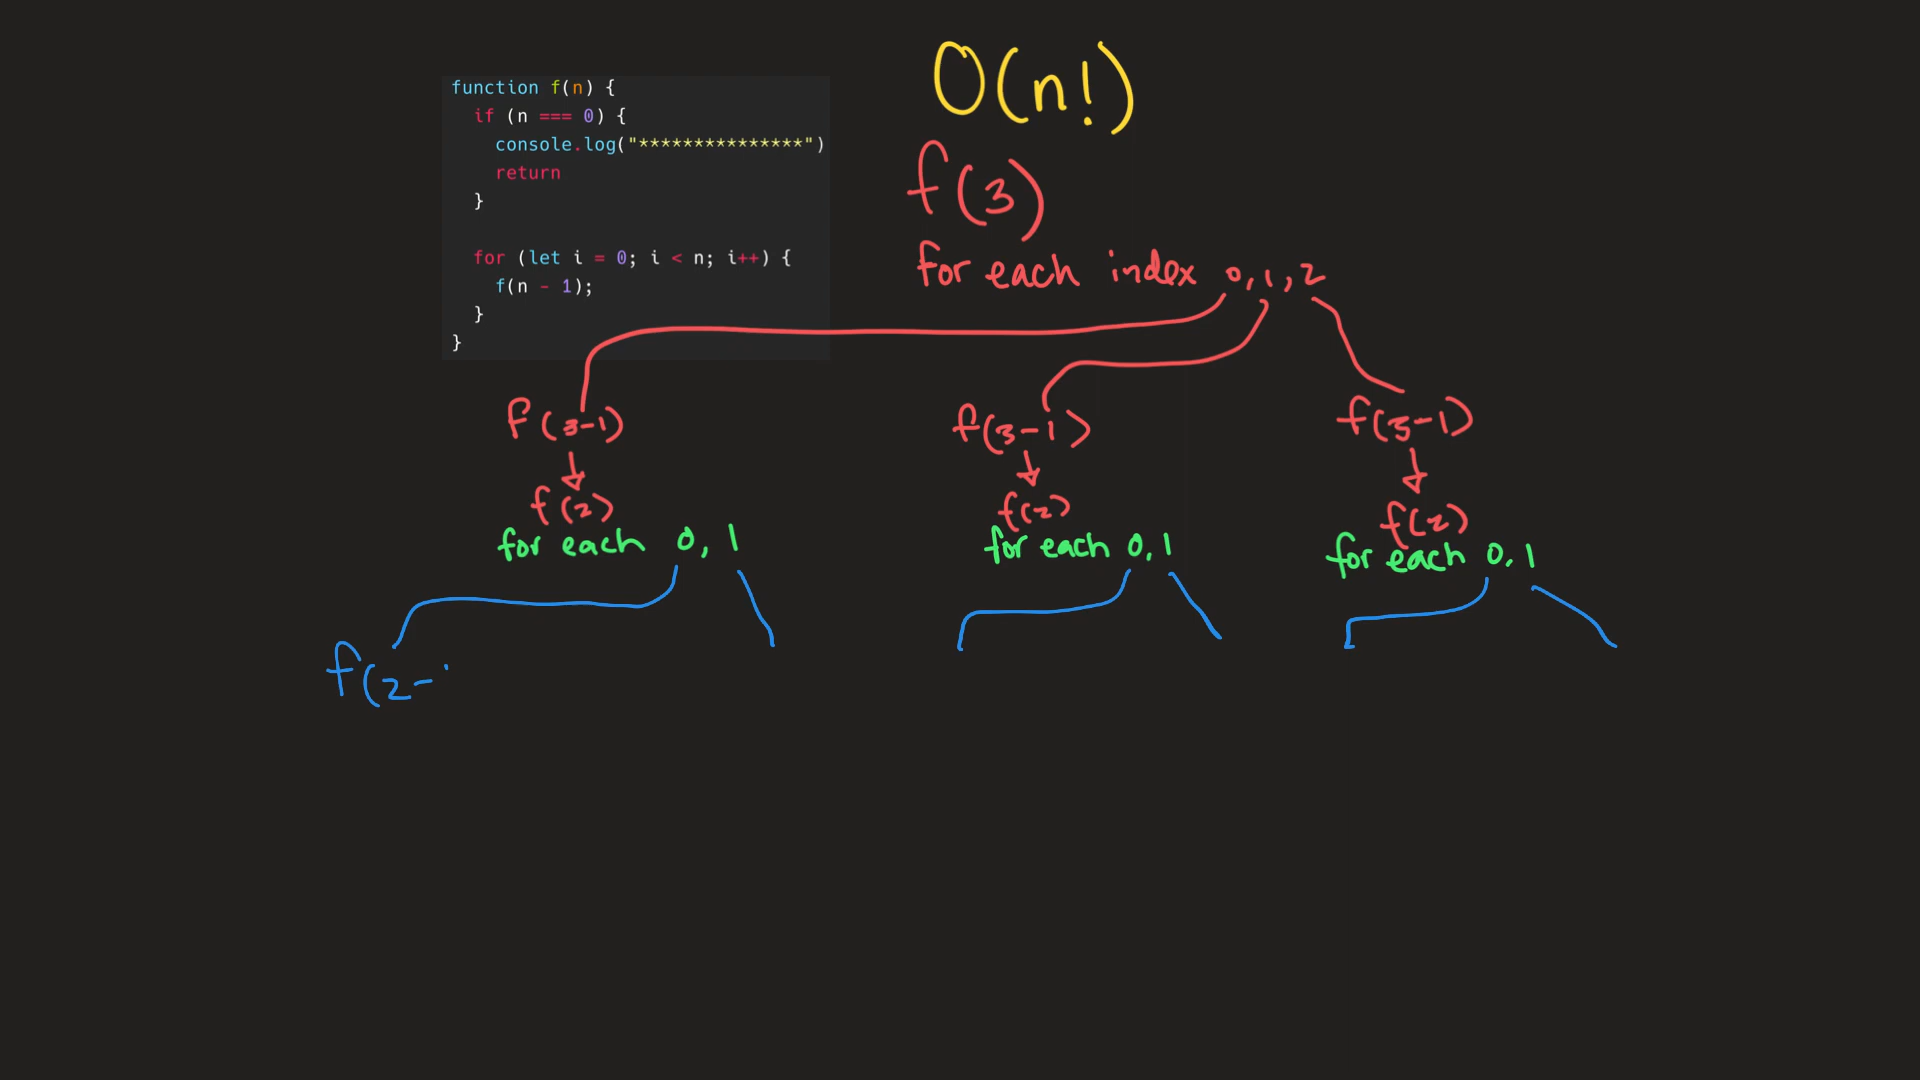 function f(n) {
if (n === 0) {
console.log("***************")
return
}
for (let i = 0; i < n; i++) {
f(n - 1);
}
}
O(n!)
f(3)
for each index 0,1,2
f(3-1)
f(3-1)
f(3-1)
f(2)
f(2)
f(2)
for each 0,1
for each 0,1
for each 0,1
f(2-